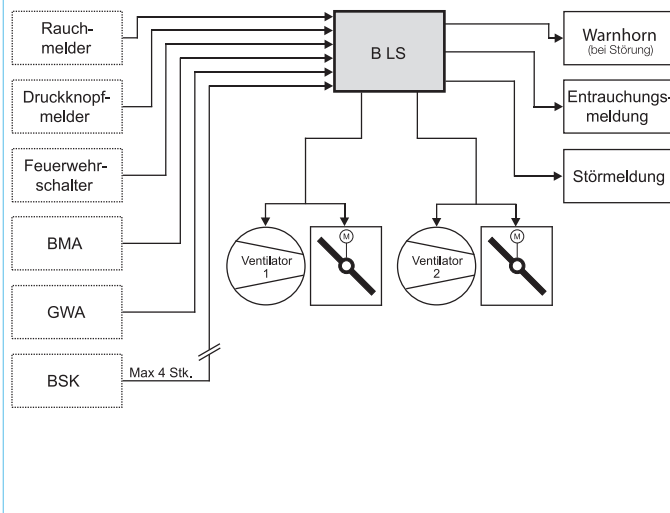 Rauch-
melder
Druckknopf
melder
Feuerwehr-
schalter
BMA
GWA
BSK
Max 4 Stk.
B LS
Ventilator
1
M
Ventilator
2
M
Warnhorn
(bei Störung)
Entrauchungs-
meldung
Störmeldung